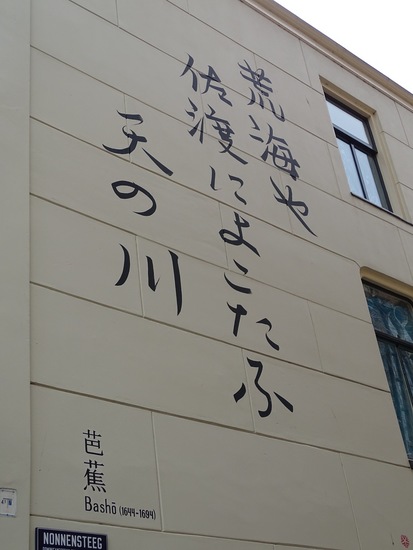 荒海や
佐渡によこたふ
天の川
芭蕉
Bashō (1644-1694)
NONNENSTEEG